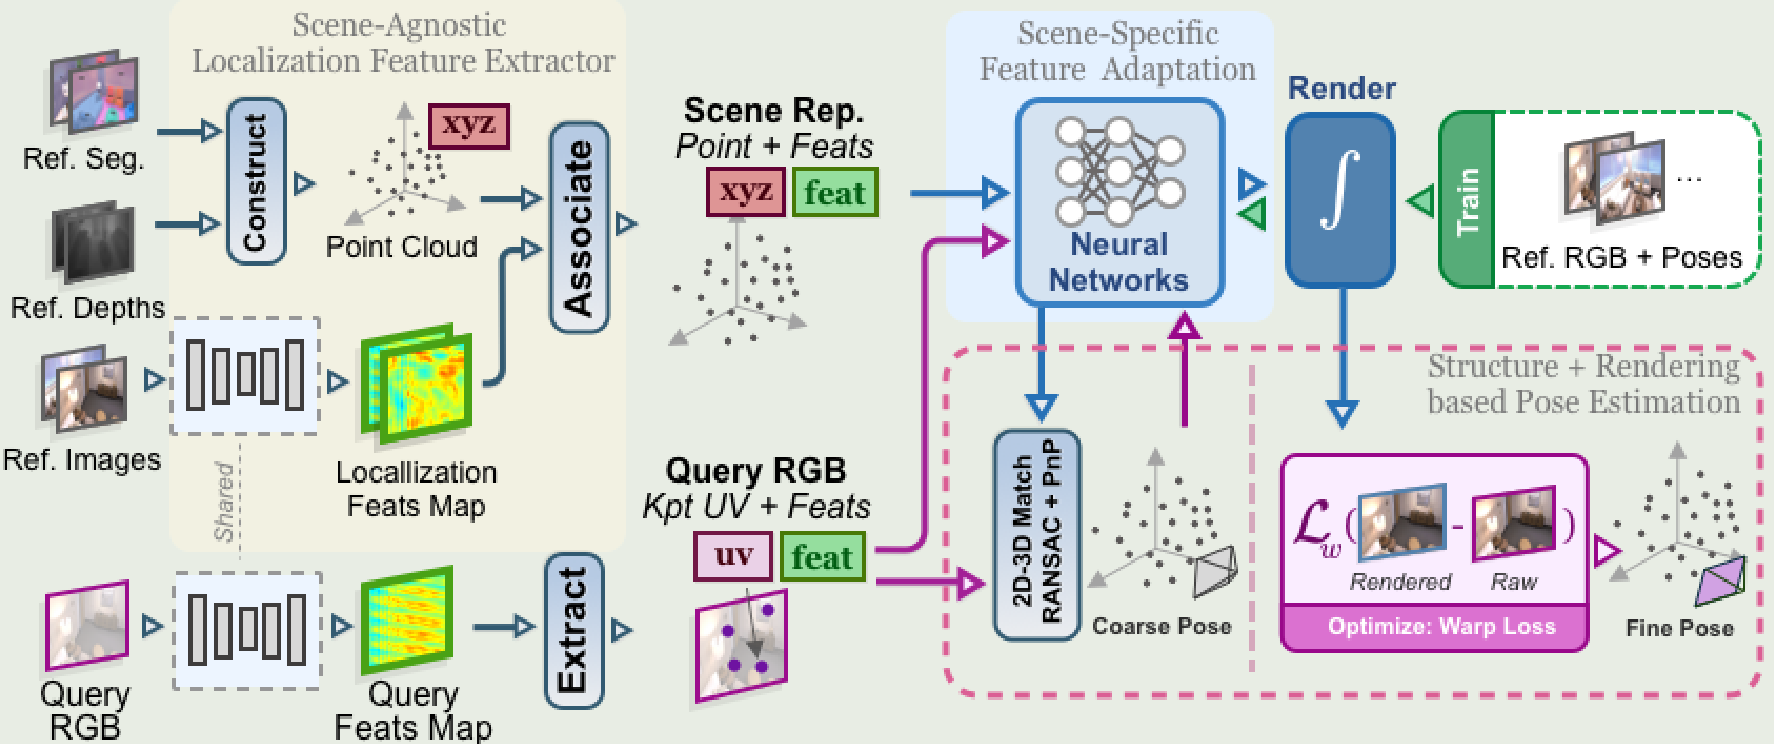 Scene-Agnostic
Localization Feature Extractor
Ref. Seg.
Construct
xyz
Point Cloud
Associate
Ref. Depths
Ref. Images
Locallization
Feats Map
Shared
Query
RGB
Query
Feats Map
Extract
Scene Rep.
Point + Feats
xyz
feat
Query RGB
Kpt UV + Feats
uv
feat
Scene-Specific
Feature Adaptation
Neural
Networks
Render
∫
Train
...
Ref. RGB + Poses
Structure + Rendering
based Pose Estimation
2D-3D Match
RANSAC + PnP
Coarse Pose
ℒw( - )
Rendered
Raw
Optimize: Warp Loss
Fine Pose